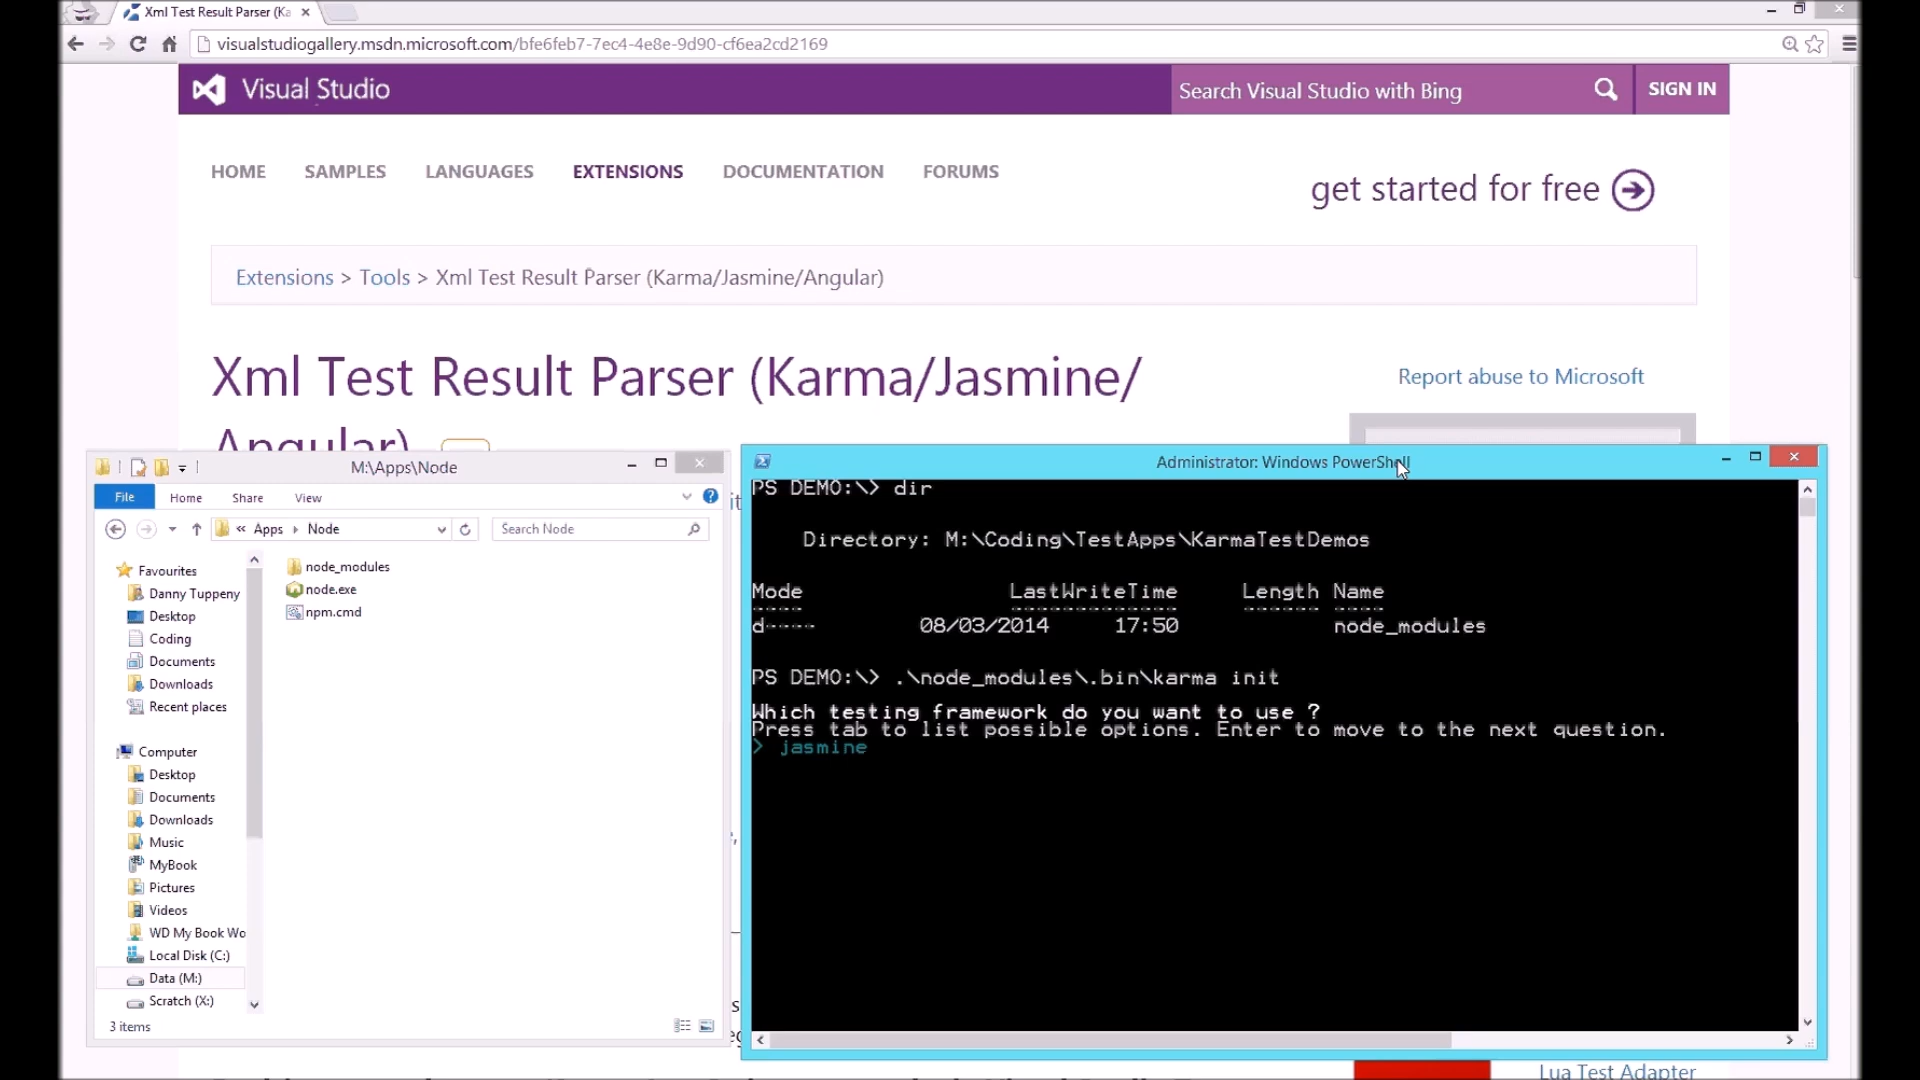 Xml Test Result Parser (Ka
visualstudiogallery.msdn.microsoft.com/bfe6feb7-7ec4-4e8e-9d90-cf6ea2cd2169
Visual Studio
Search Visual Studio with Bing
SIGN IN
HOME SAMPLES LANGUAGES EXTENSIONS DOCUMENTATION FORUMS
get started for free
Extensions > Tools > Xml Test Result Parser (Karma/Jasmine/Angular)
Xml Test Result Parser (Karma/Jasmine/
Angular)
Report abuse to Microsoft
M:\Apps\Node
File Home Share View
« Apps Node
Search Node
Favourites
Danny Tuppeny
Desktop
Coding
Documents
Downloads
Recent places
Computer
Desktop
Documents
Downloads
Music
MyBook
Pictures
Videos
WD My Book Wo
Local Disk (C:)
Data (M:)
Scratch (X:)
node_modules
node.exe
npm.cmd
3 items
Administrator: Windows PowerShell
PS DEMO:\> dir
Directory: M:\Coding\TestApps\KarmaTestDemos
Mode LastWriteTime Length Name
---- ------------- ------ ----
d---- 08/03/2014 17:50 node_modules
PS DEMO:\> .\node_modules\.bin\karma init
Which testing framework do you want to use ?
Press tab to list possible options. Enter to move to the next question.
> jasmine
Lua Test Adapter